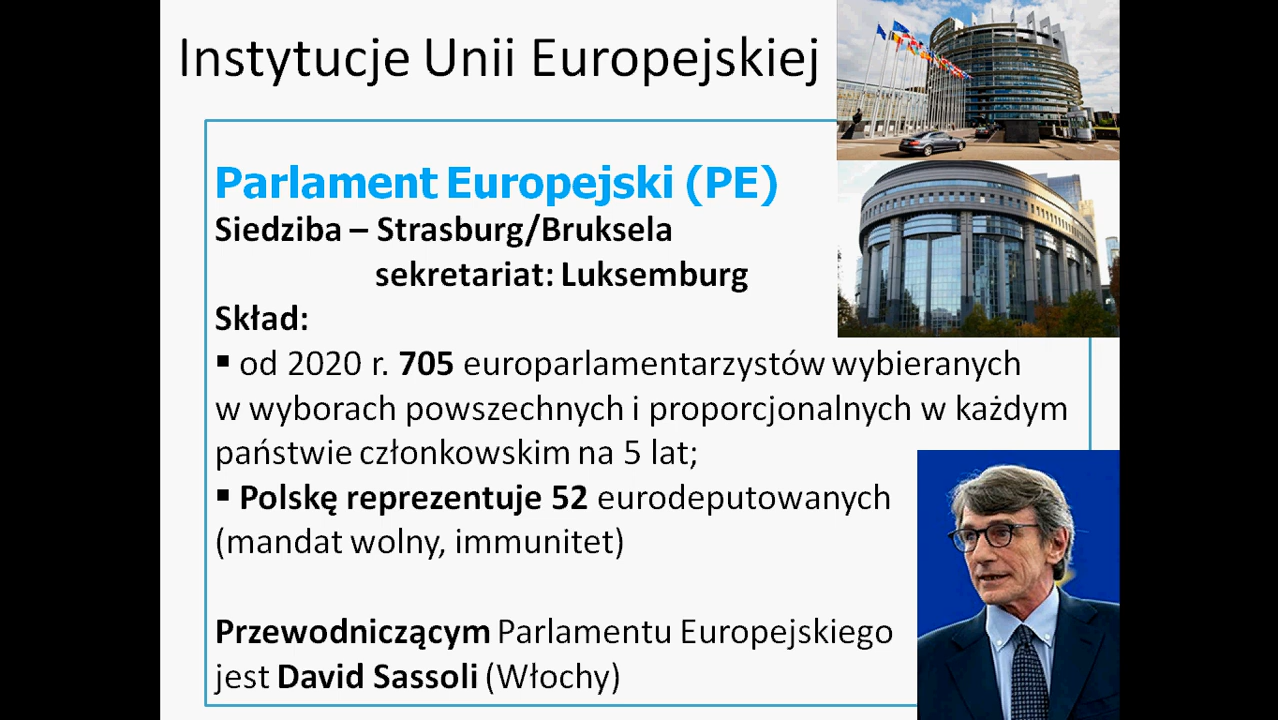 Instytucje Unii Europejskiej
Parlament Europejski (PE)
Siedziba – Strasburg/Bruksela
sekretariat: Luksemburg
Skład:
▪ od 2020 r. 705 europarlamentarzystów wybieranych
w wyborach powszechnych i proporcjonalnych w każdym
państwie członkowskim na 5 lat;
▪ Polskę reprezentuje 52 eurodeputowanych
(mandat wolny, immunitet)
Przewodniczącym Parlamentu Europejskiego
jest David Sassoli (Włochy)